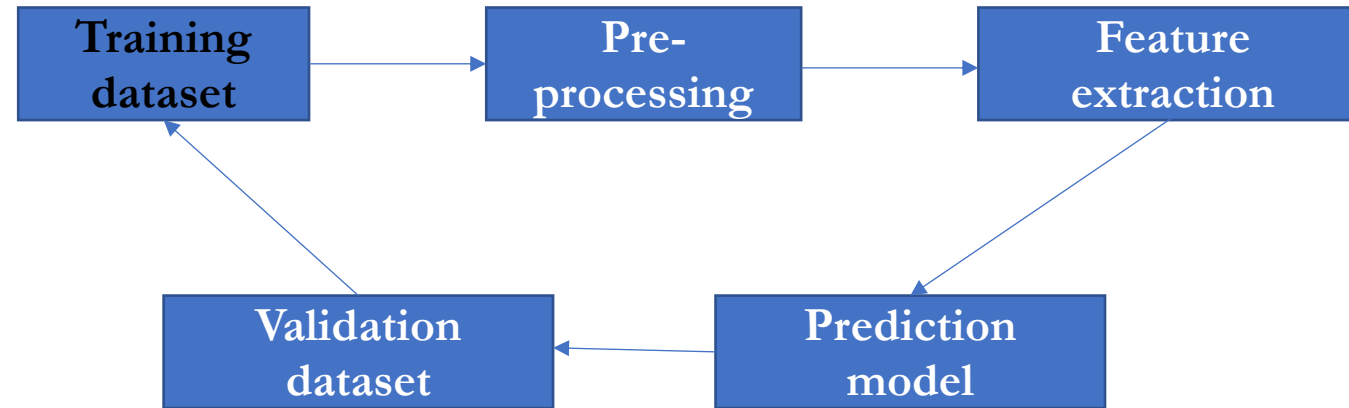 Training
dataset
Pre-
processing
Feature
extraction
Validation
dataset
Prediction
model